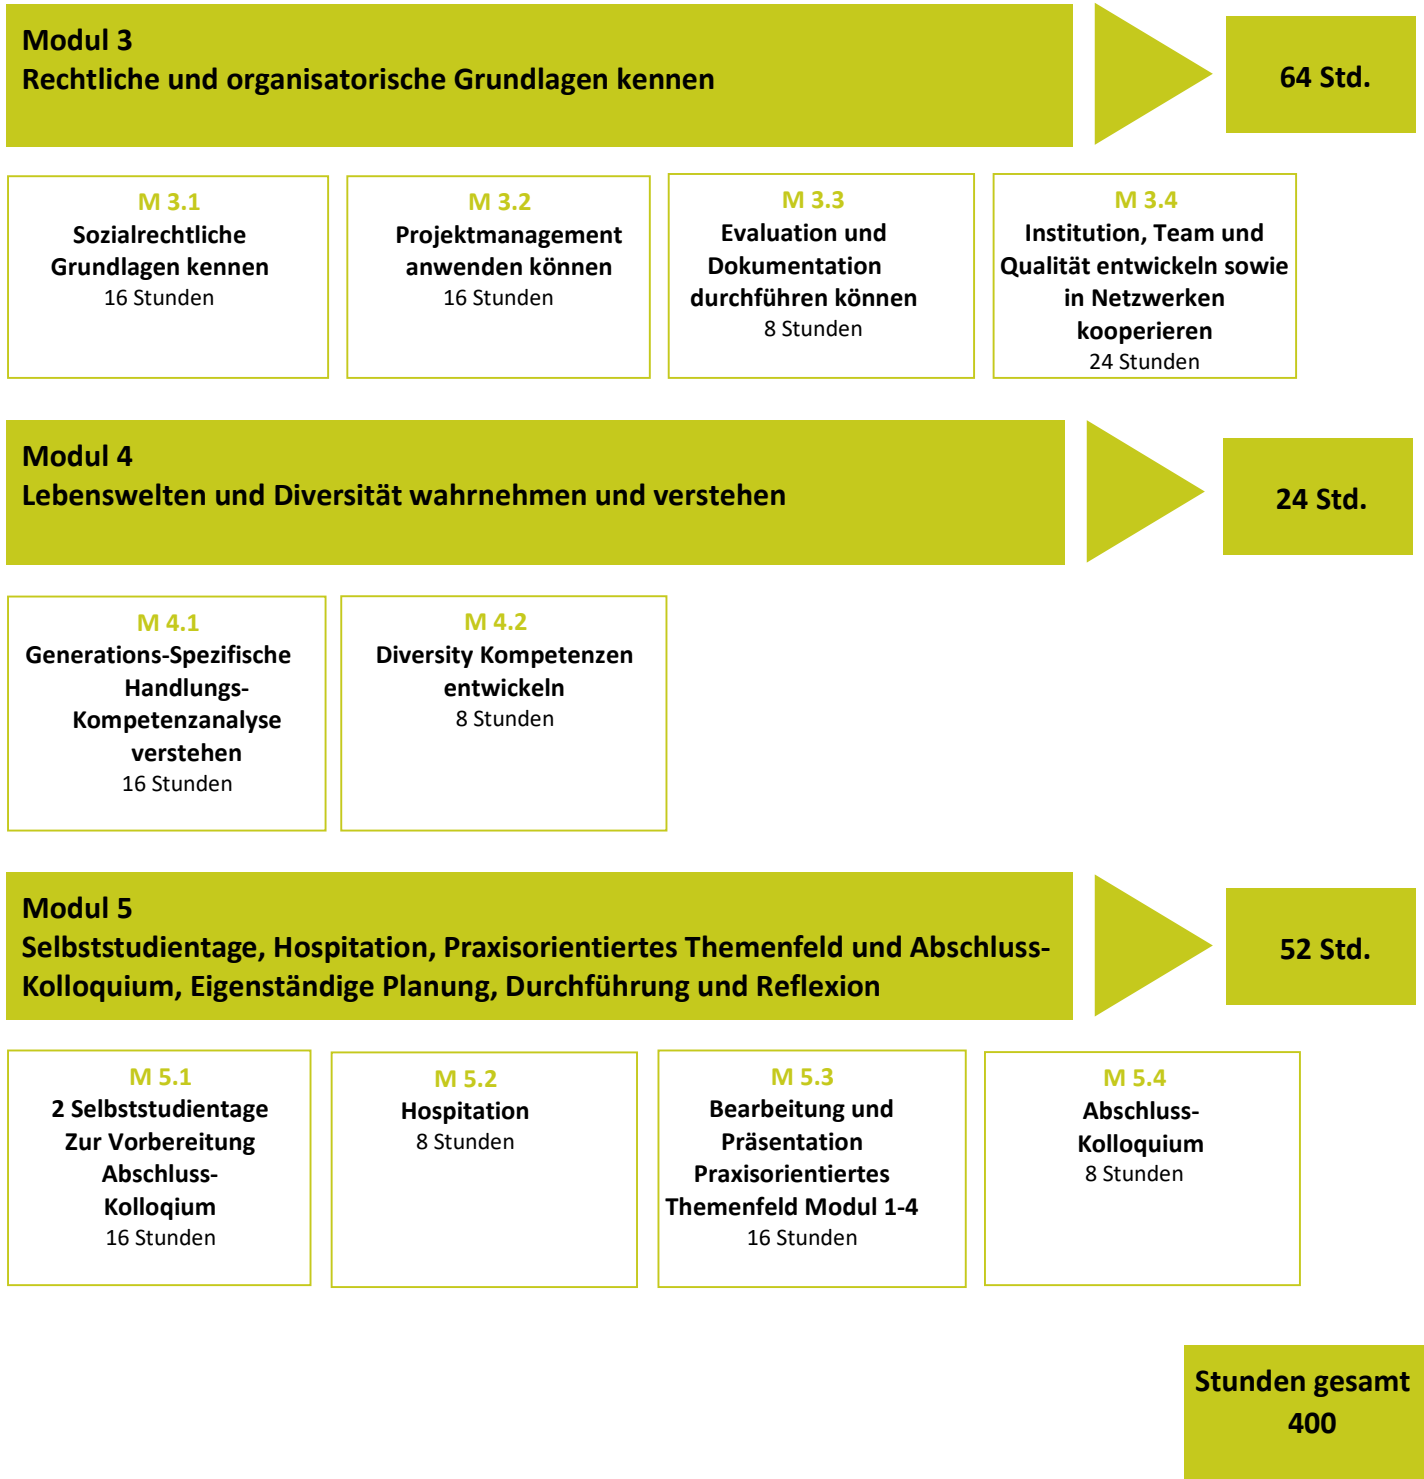 Modul 3
Rechtliche und organisatorische Grundlagen kennen
64 Std.
M 3.1
Sozialrechtliche
Grundlagen kennen
16 Stunden
M 3.2
Projektmanagement
anwenden können
16 Stunden
M 3.3
Evaluation und
Dokumentation
durchführen können
8 Stunden
M 3.4
Institution, Team und
Qualität entwickeln sowie
in Netzwerken
kooperieren
24 Stunden
Modul 4
Lebenswelten und Diversität wahrnehmen und verstehen
24 Std.
M 4.1
Generations-Spezifische
Handlungs-
Kompetenzanalyse
verstehen
16 Stunden
M 4.2
Diversity Kompetenzen
entwickeln
8 Stunden
Modul 5
Selbststudientage, Hospitation, Praxisorientiertes Themenfeld und Abschluss-
Kolloquium, Eigenständige Planung, Durchführung und Reflexion
52 Std.
M 5.1
2 Selbststudientage
Zur Vorbereitung
Abschluss-
Kolloqium
16 Stunden
M 5.2
Hospitation
8 Stunden
M 5.3
Bearbeitung und
Präsentation
Praxisorientiertes
Themenfeld Modul 1-4
16 Stunden
M 5.4
Abschluss-
Kolloquium
8 Stunden
Stunden gesamt
400